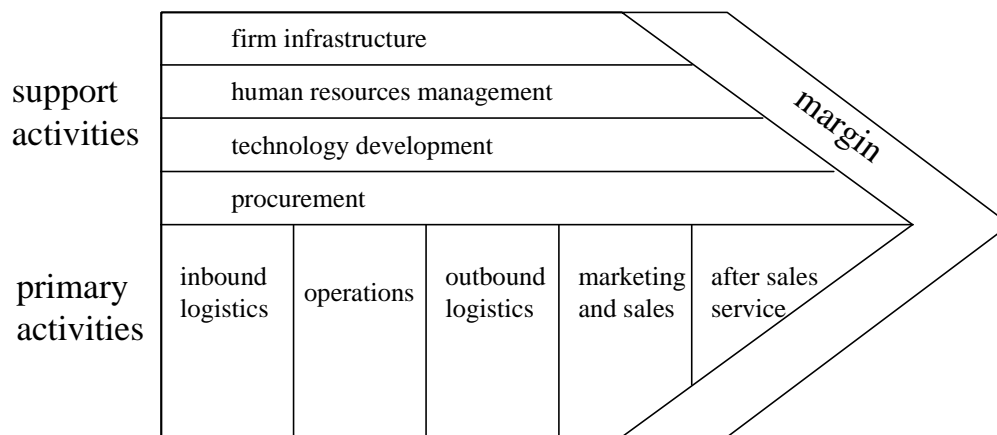 support
activities
firm infrastructure
human resources management
technology development
procurement
margin
primary
activities
inbound
logistics
operations
outbound
logistics
marketing
and sales
after sales
service